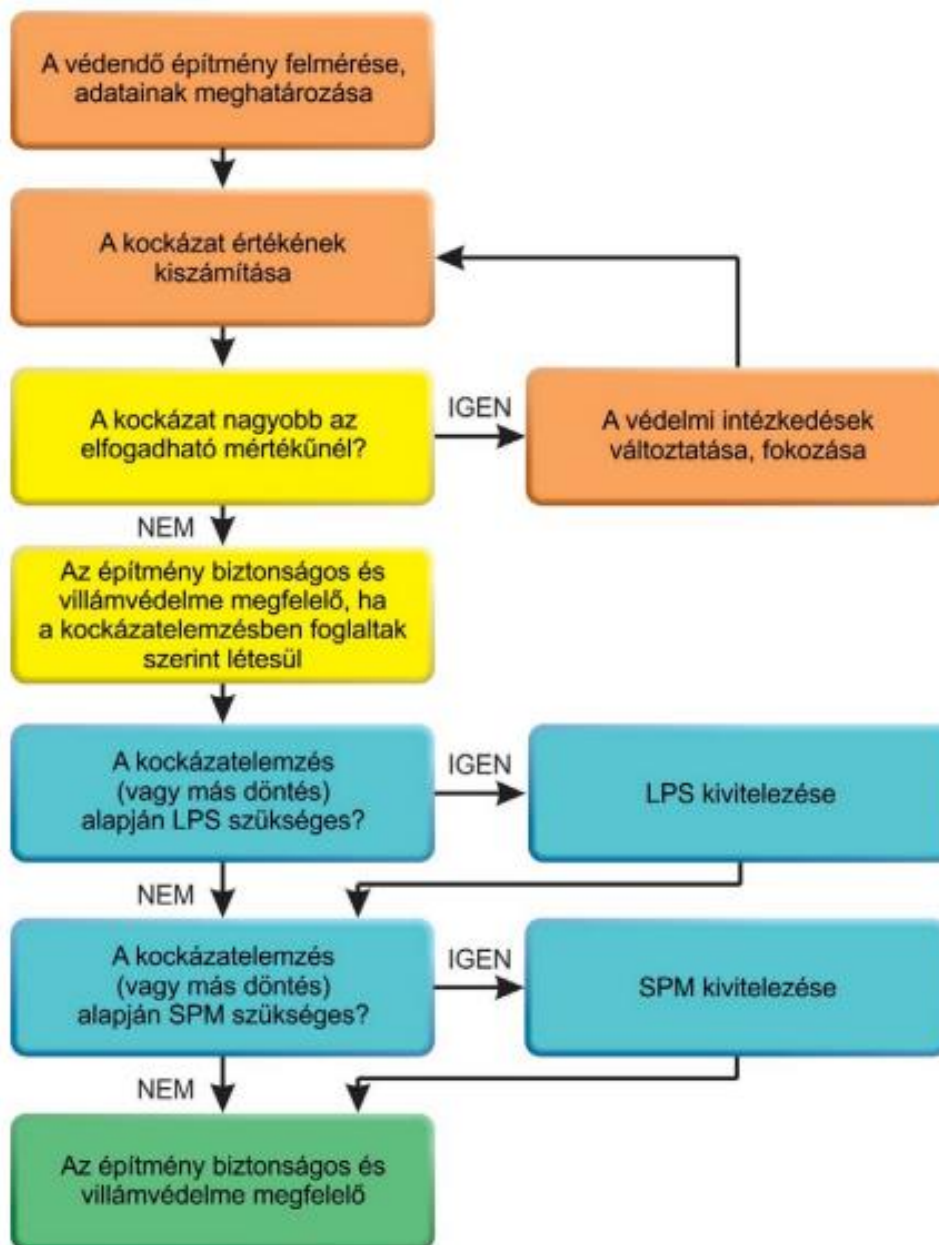 A védendő építmény felmérése,
adatainak meghatározása
A kockázat értékének
kiszámítása
A kockázat nagyobb az
elfogadható mértékűnél?
IGEN
A védelmi intézkedések
változtatása, fokozása
NEM
Az építmény biztonságos és
villámvédelme megfelelő, ha
a kockázatelemzésben foglaltak
szerint létesül
A kockázatelemzés
(vagy más döntés)
alapján LPS szükséges?
IGEN
LPS kivitelezése
NEM
A kockázatelemzés
(vagy más döntés)
alapján SPM szükséges?
IGEN
SPM kivitelezése
NEM
Az építmény biztonságos és
villámvédelme megfelelő